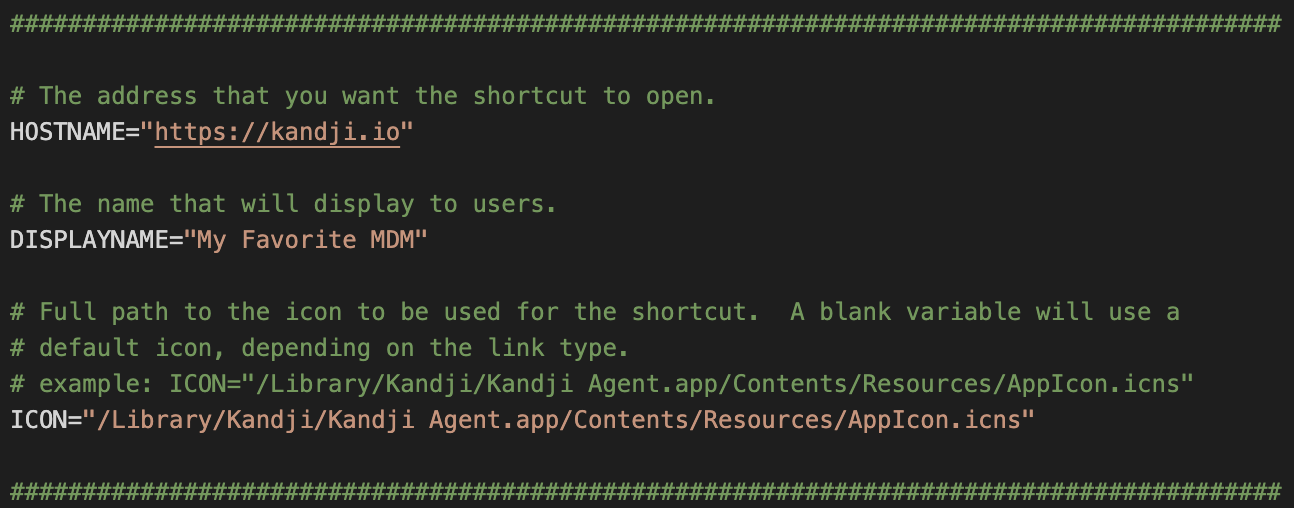 ########################################################################################
# The address that you want the shortcut to open.
HOSTNAME="https://kandji.io"
# The name that will display to users.
DISPLAYNAME="My Favorite MDM"
# Full path to the icon to be used for the shortcut.  A blank variable will use a
# default icon, depending on the link type.
# example: ICON="/Library/Kandji/Kandji Agent.app/Contents/Resources/AppIcon.icns"
ICON="/Library/Kandji/Kandji Agent.app/Contents/Resources/AppIcon.icns"
########################################################################################